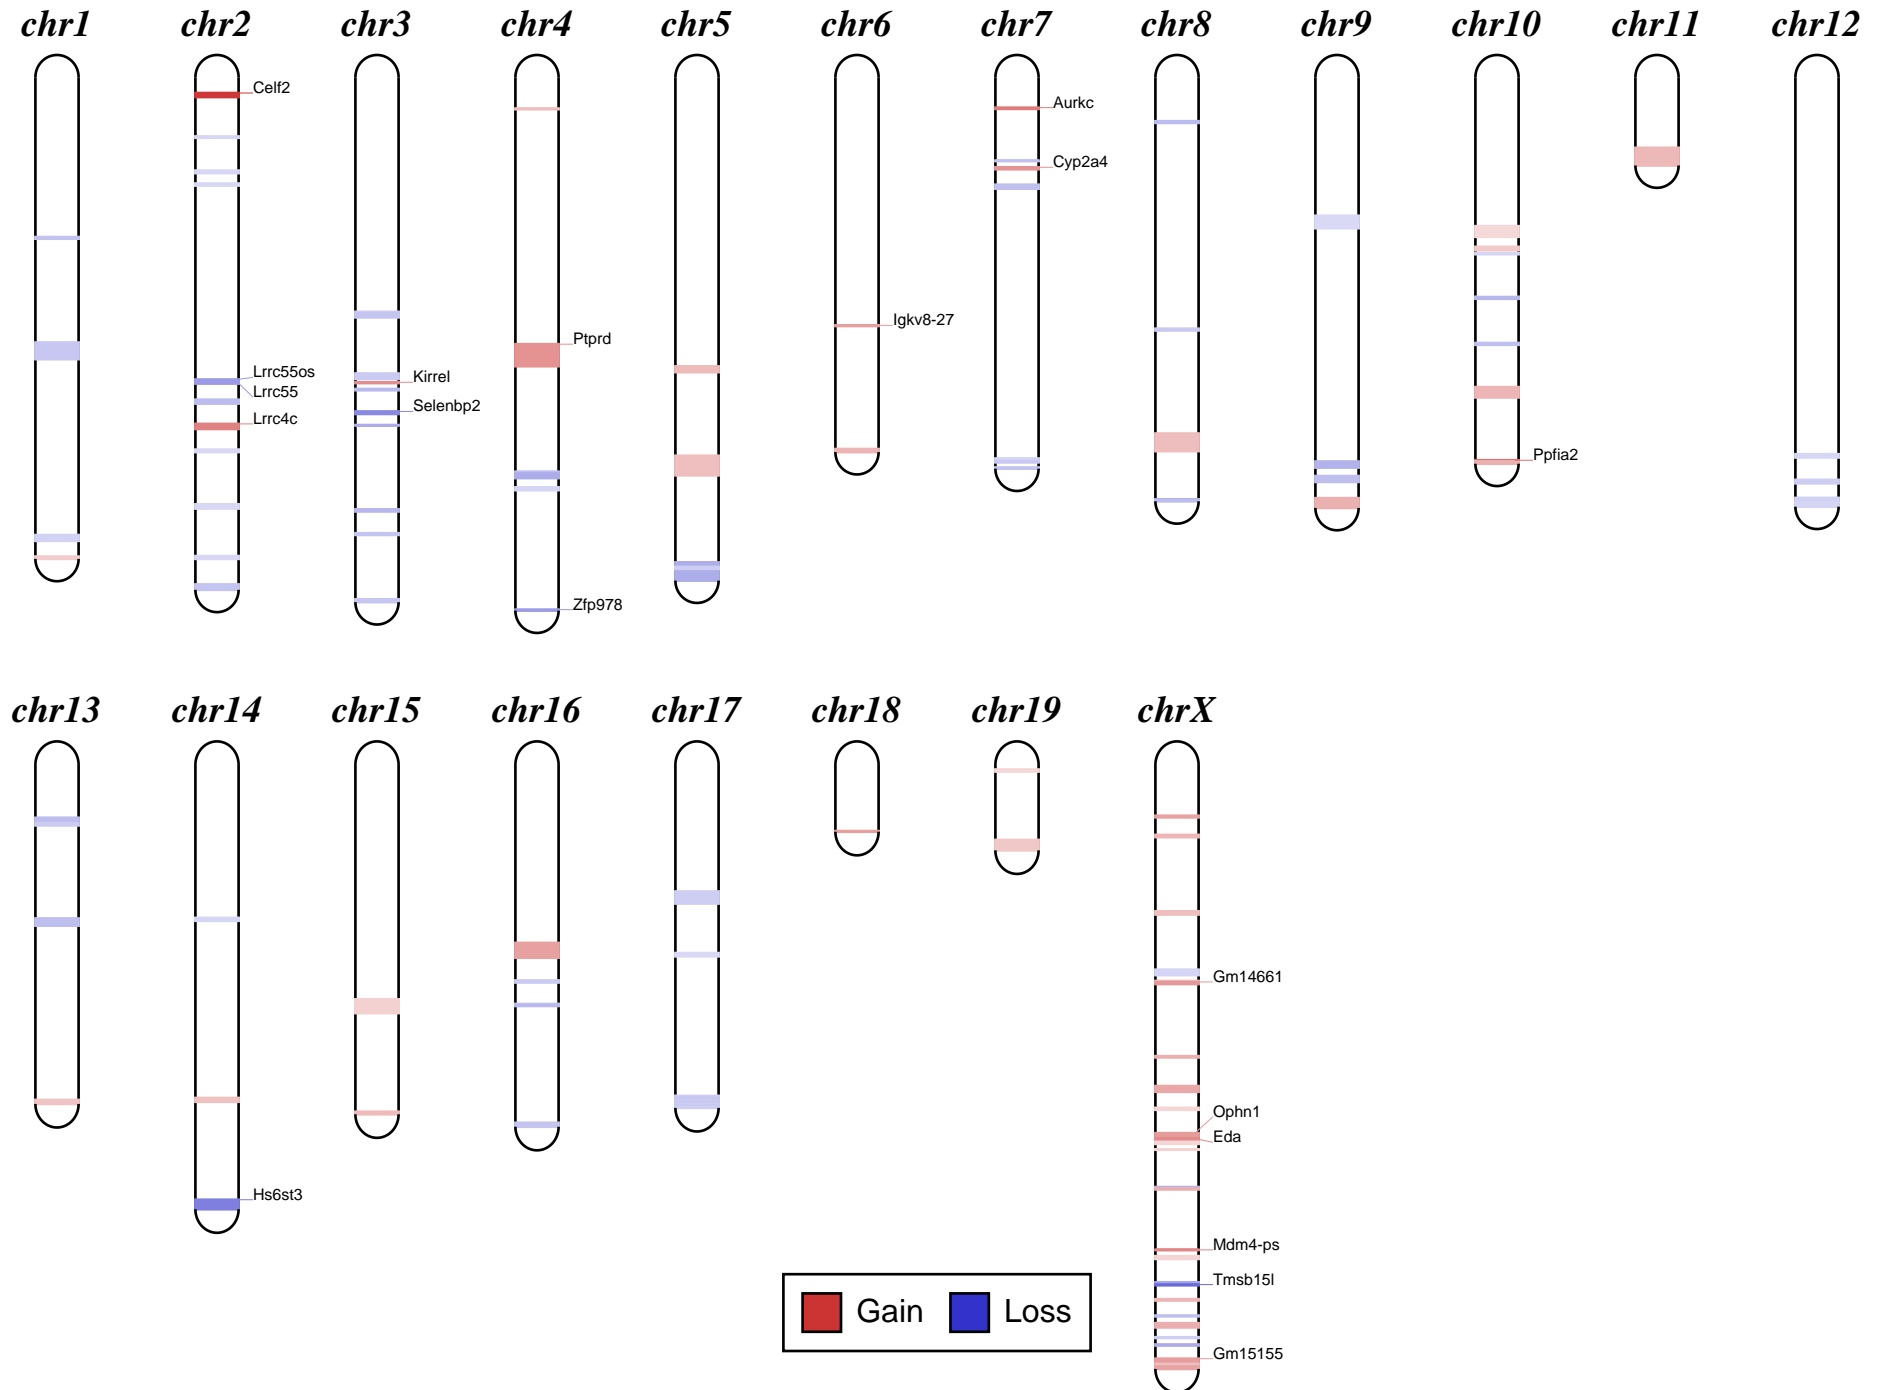 chr1 chr2 chr3 chr4 chr5 chr6 chr7 chr8 chr9 chr10 chr11 chr12
Celf2
Lrrc55os
Lrrc55
Lrrc4c
Kirrel
Selenbp2
Ptprd
Zfp978
Igkv8-27
Aurkc
Cyp2a4
Ppfia2
chr13 chr14 chr15 chr16 chr17 chr18 chr19 chrX
Hs6st3
Gm14661
Ophn1
Eda
Mdm4-ps
Tmsb15l
Gm15155
Gain Loss